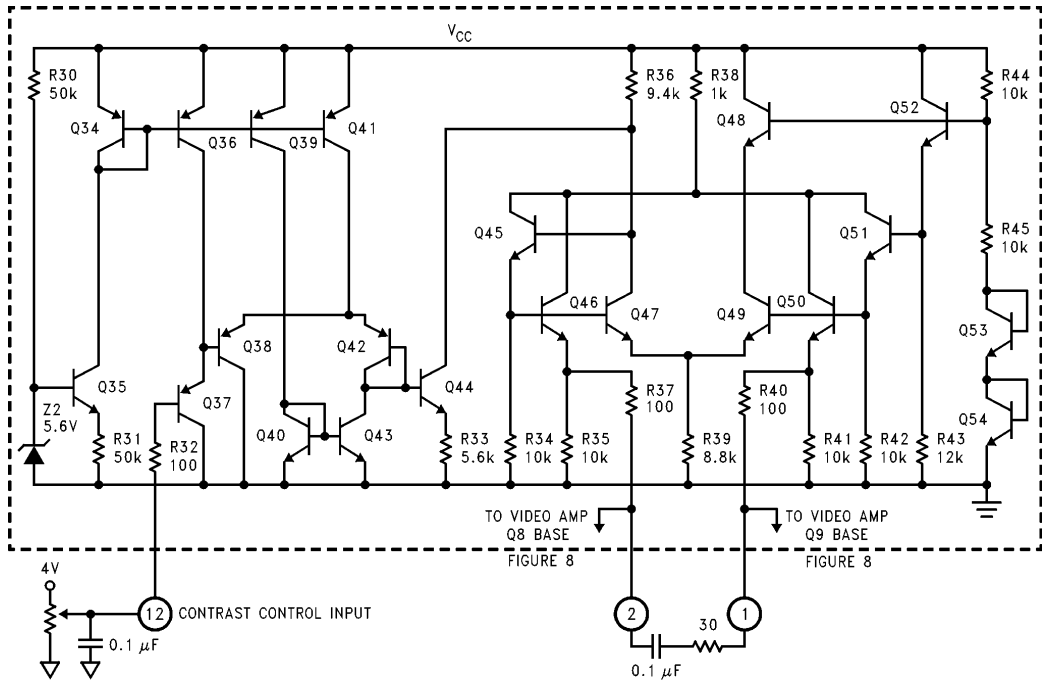 VCC
R30
50k
R36
9.4k
R38
1k
R44
10k
Q34
Q36
Q39
Q41
Q48
Q52
Q45
Q51
R45
10k
Q46
Q47
Q49
Q50
Q53
Q38
Q42
Q35
Q37
Q44
R37
100
R40
100
Q54
Z2
5.6V
Q40
Q43
R31
50k
R32
100
R33
5.6k
R34
10k
R35
10k
R39
8.8k
R41
10k
R42
10k
R43
12k
TO VIDEO AMP
Q8 BASE
TO VIDEO AMP
Q9 BASE
FIGURE 8
FIGURE 8
4V
12
CONTRAST CONTROL INPUT
0.1 μF
2
1
30
0.1 μF